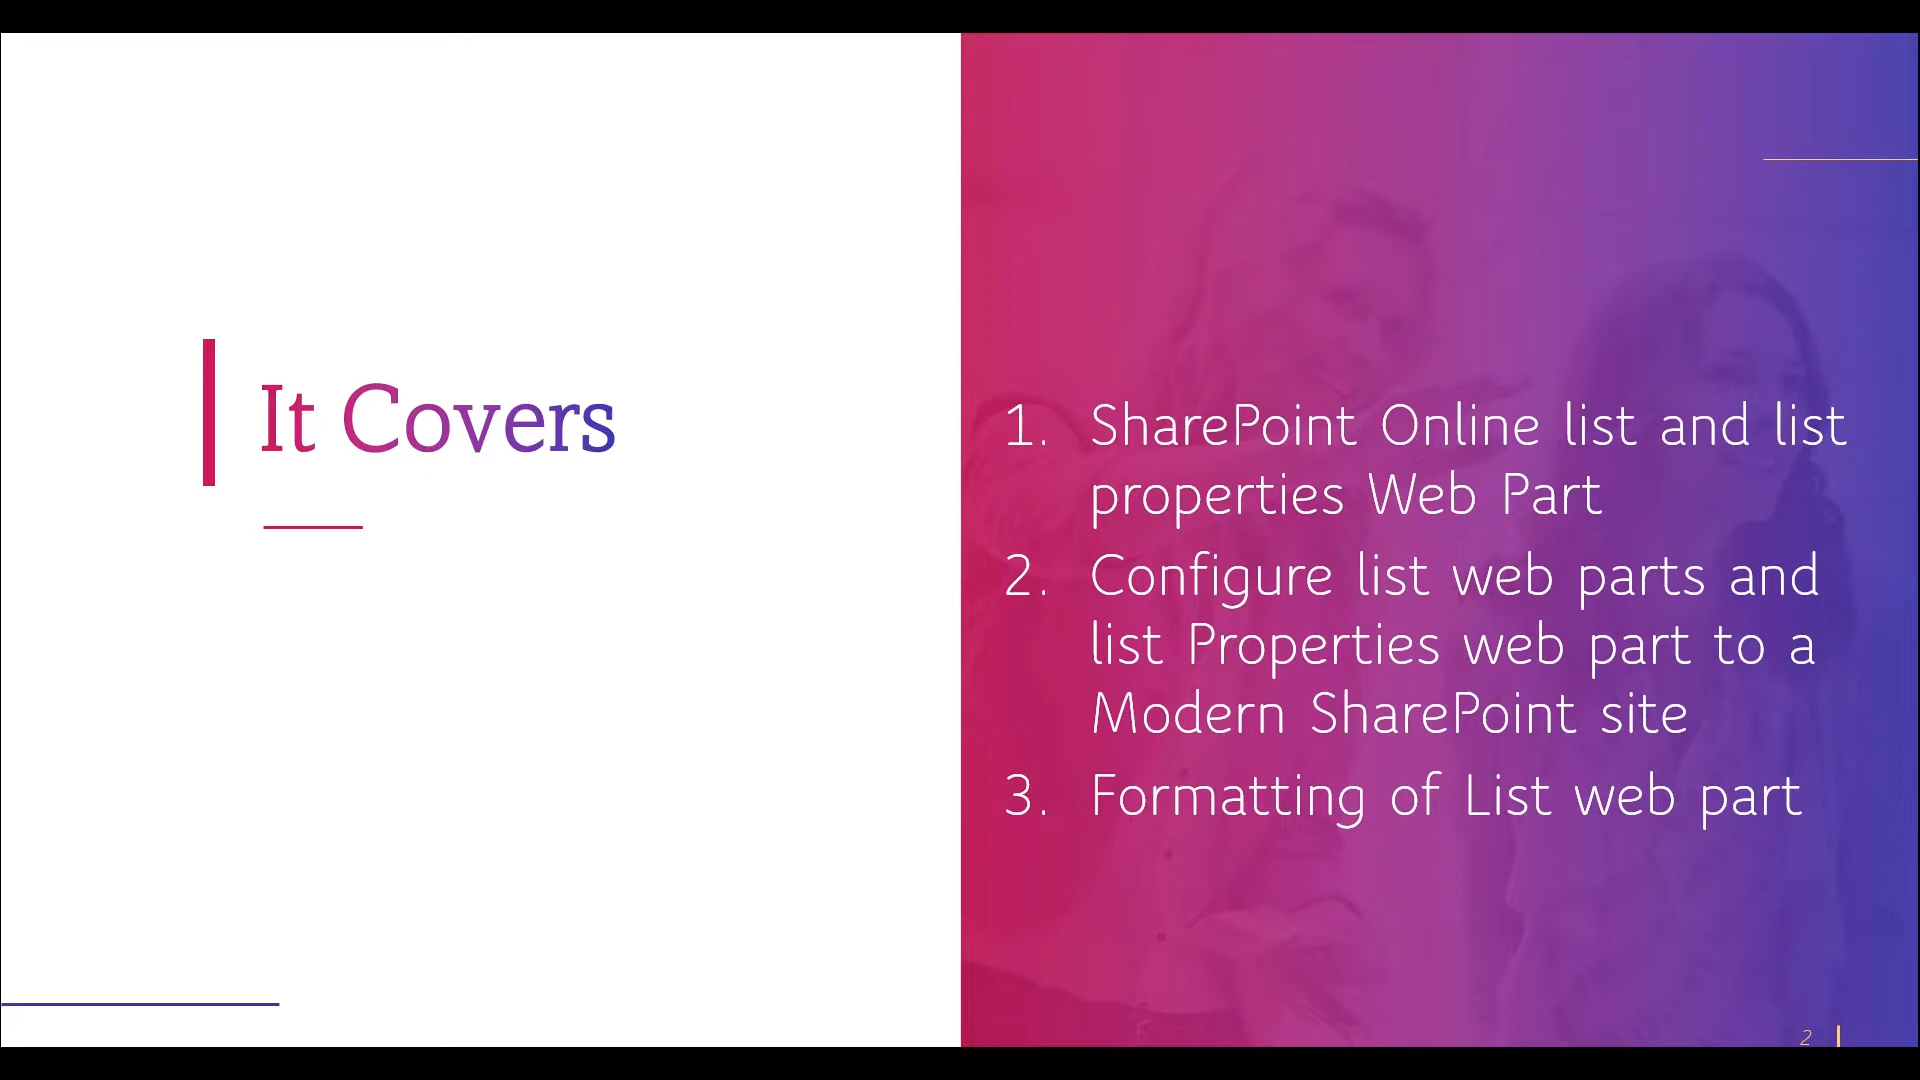 It Covers
1. SharePoint Online list and list
properties Web Part
2. Configure list web parts and
list Properties web part to a
Modern SharePoint site
3. Formatting of List web part
2